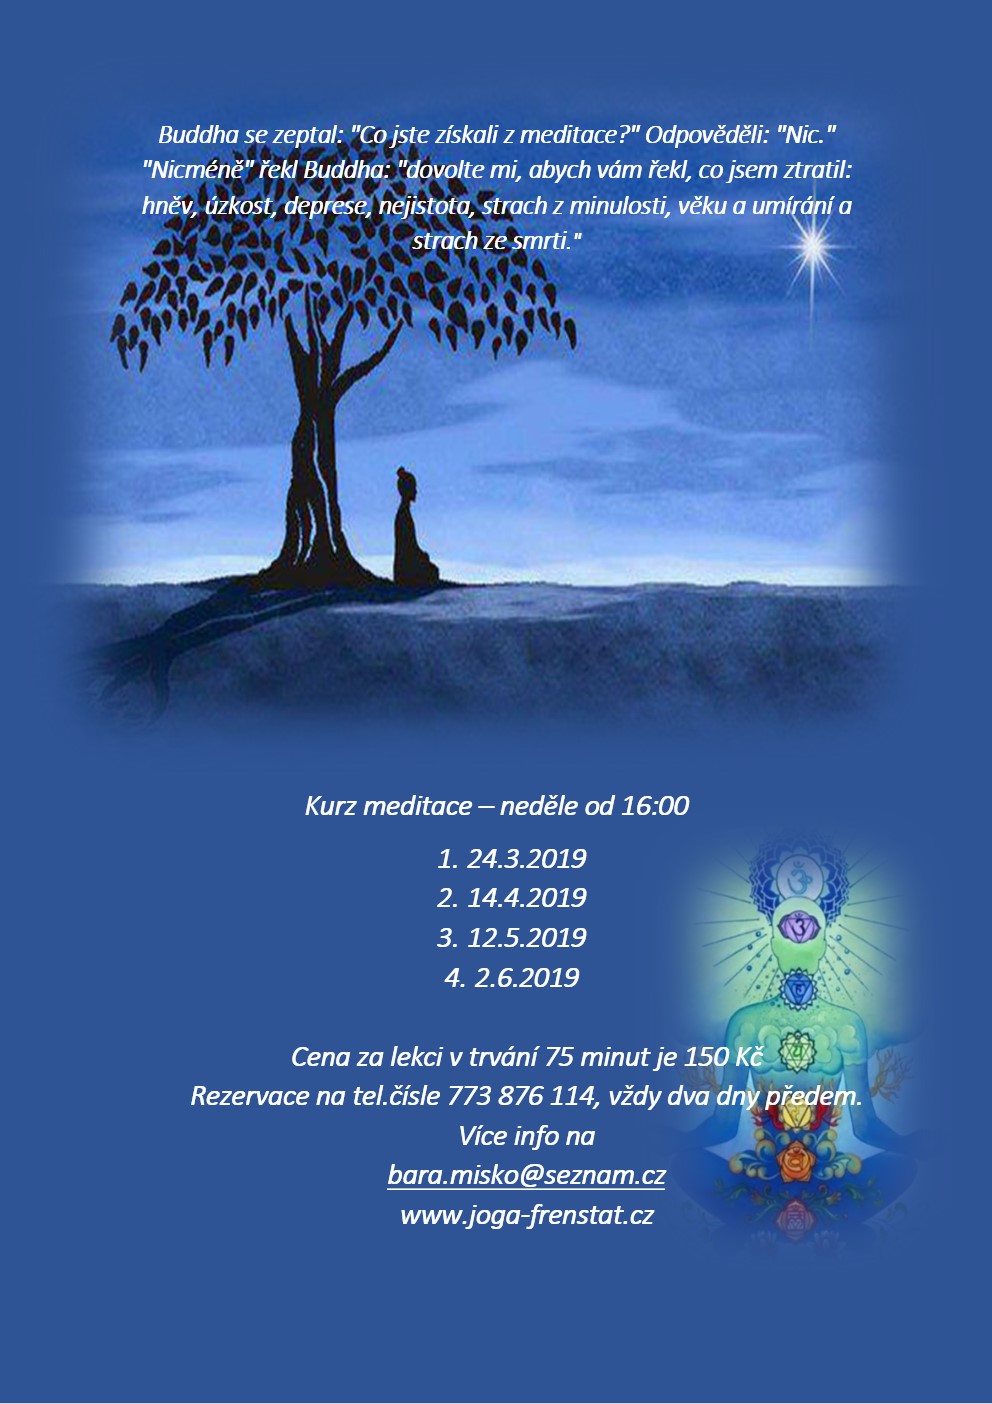 Buddha se zeptal: "Co jste získali z meditace?" Odpověděli: "Nic."
"Nicméně" řekl Buddha: "dovolte mi, abych vám řekl, co jsem ztratil:
hněv, úzkost, deprese, nejistota, strach z minulosti, věku a umírání a
strach ze smrti."
Kurz meditace – neděle od 16:00
1. 24.3.2019
2. 14.4.2019
3. 12.5.2019
4. 2.6.2019
Cena za lekci v trvání 75 minut je 150 Kč
Rezervace na tel.čísle 773 876 114, vždy dva dny předem.
Více info na
bara.misko@seznam.cz
www.joga-frenstat.cz